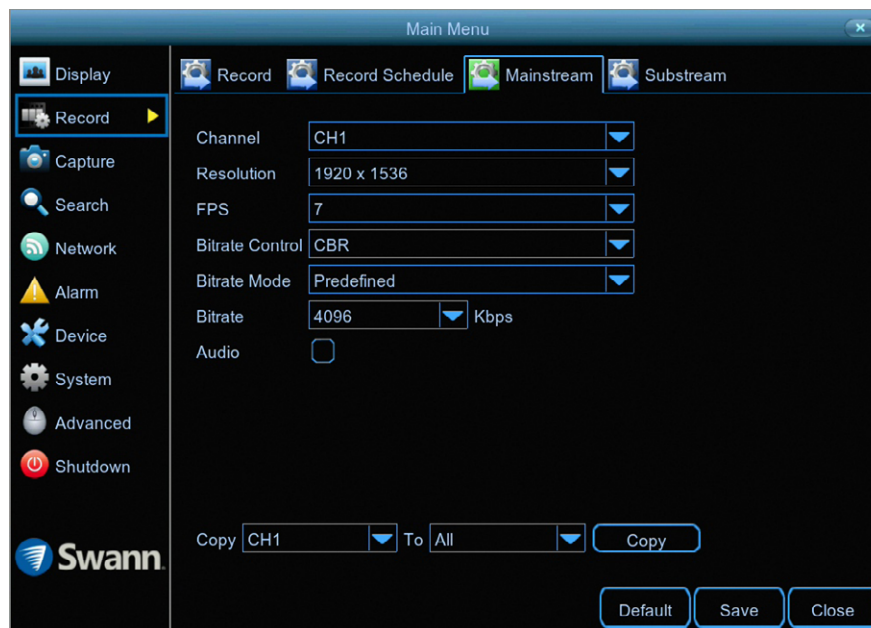 Main Menu
Display
Record
Capture
Search
Network
Alarm
Device
System
Advanced
Shutdown
Swann
Record Record Schedule Mainstream Substream
Channel CH1
Resolution 1920 x 1536
FPS 7
Bitrate Control CBR
Bitrate Mode Predefined
Bitrate 4096 Kbps
Audio
Copy CH1 To All Copy
Default Save Close